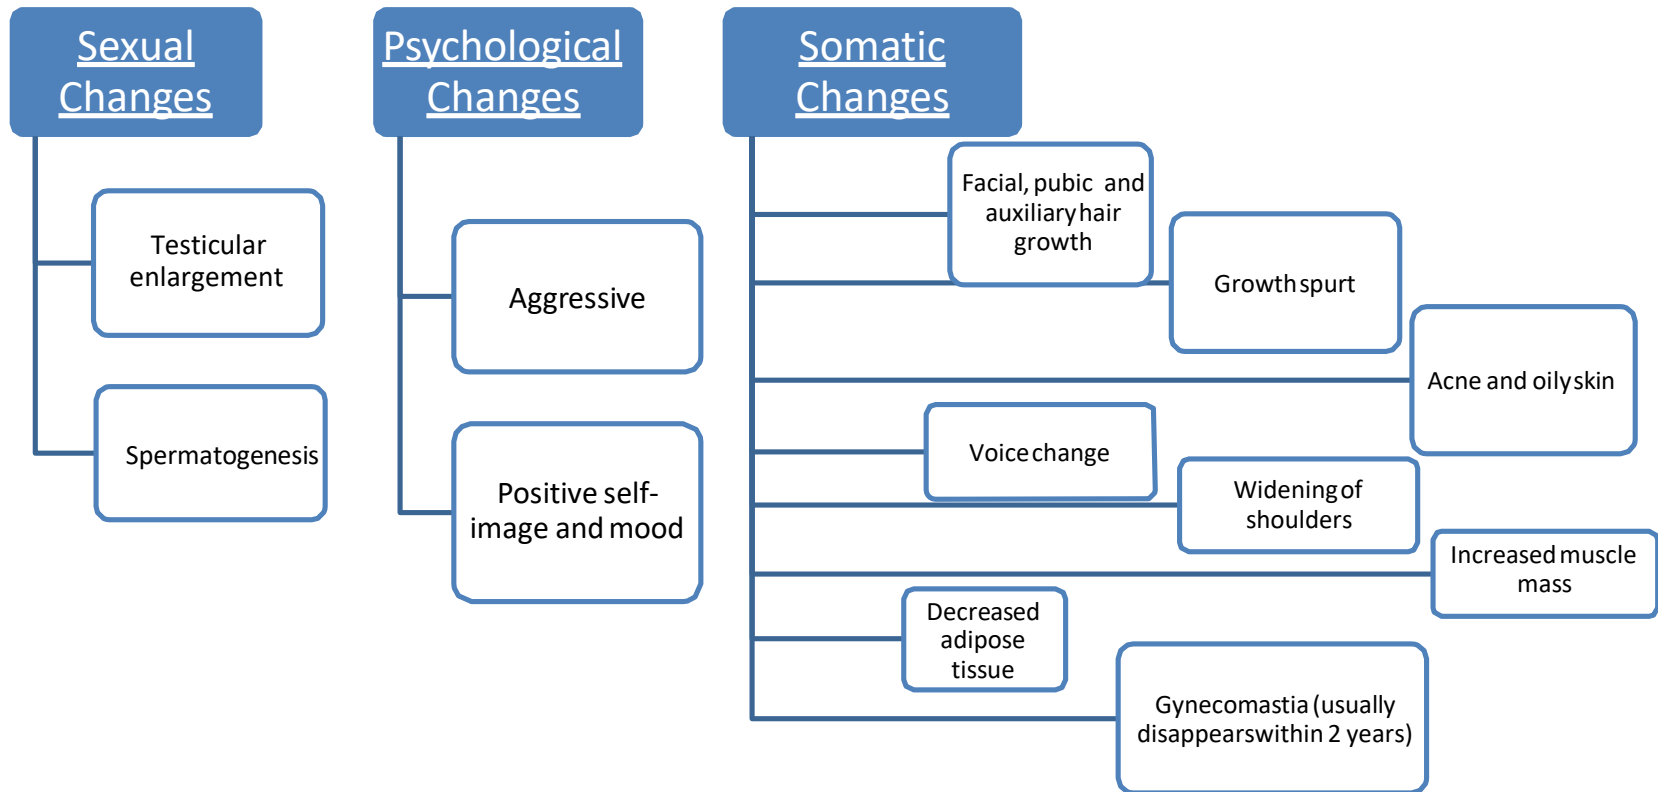 Sexual
Changes
Testicular
enlargement
Spermatogenesis
Psychological
Changes
Aggressive
Positive self-
image and mood
Somatic
Changes
Facial, pubic and
auxiliary hair
growth
Growth spurt
Acne and oily skin
Voice change
Widening of
shoulders
Increased muscle
mass
Decreased
adipose
tissue
Gynecomastia (usually
disappears within 2 years)